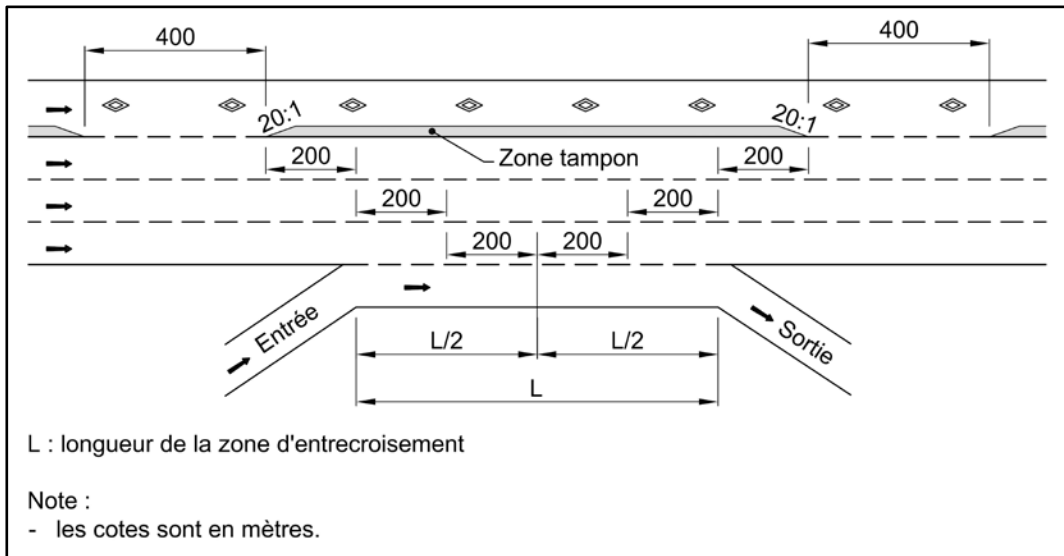 400
400
20:1
20:1
Zone tampon
200
200
200
200
200
200
Entrée
Sortie
L/2
L/2
L
L : longueur de la zone d'entrecroisement
Note :
- les cotes sont en mètres.